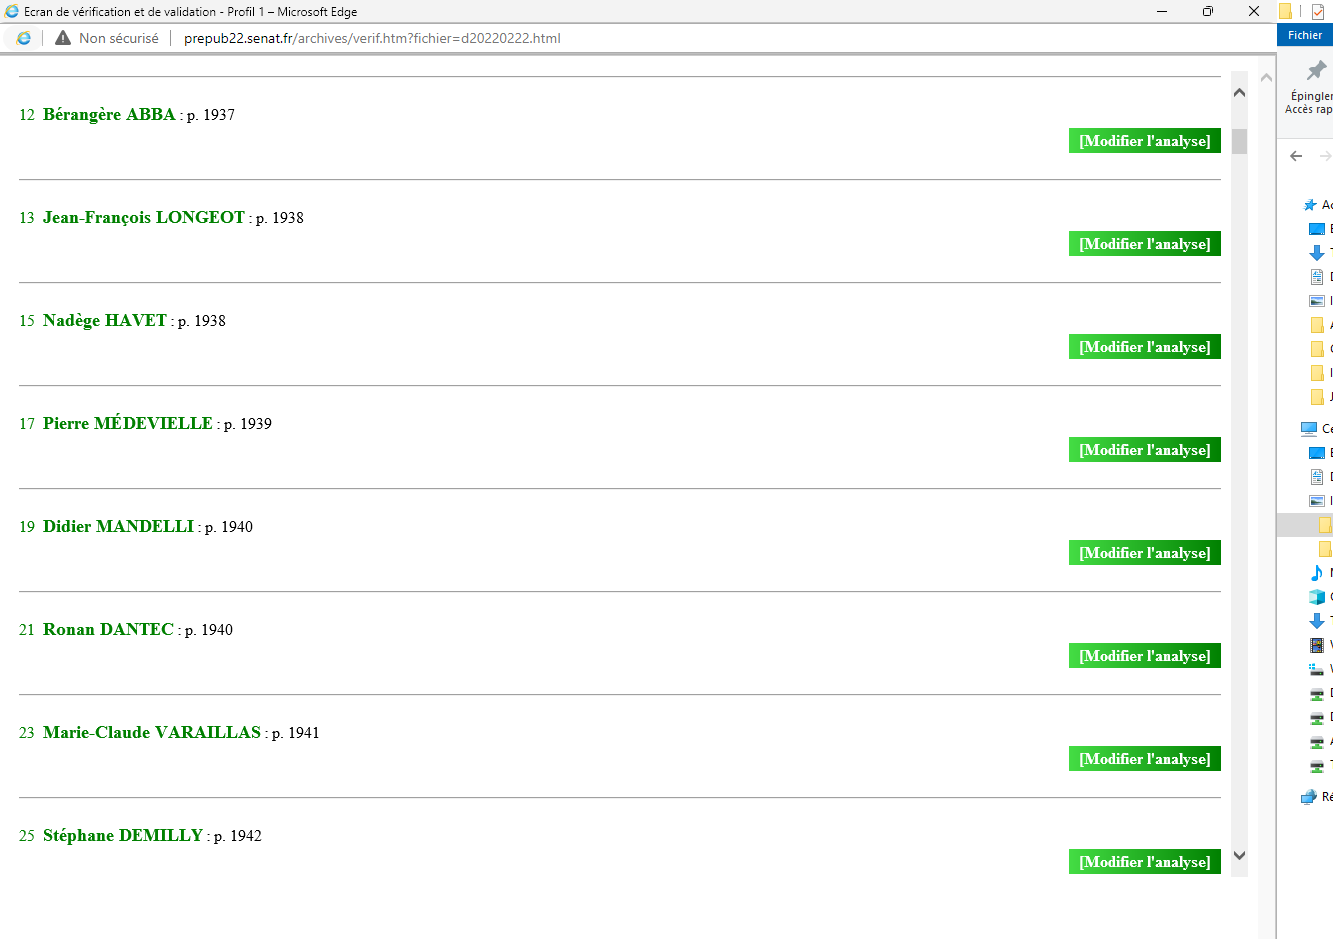 Ecran de vérification et de validation - Profil 1 – Microsoft Edge
Non sécurisé
prepub22.senat.fr/archives/verif.htm?fichier=d20220222.html
12 Bérangère ABBA : p. 1937
[Modifier l'analyse]
13 Jean-François LONGEOT : p. 1938
[Modifier l'analyse]
15 Nadège HAVET : p. 1938
[Modifier l'analyse]
17 Pierre MÉDEVIELLE : p. 1939
[Modifier l'analyse]
19 Didier MANDELLI : p. 1940
[Modifier l'analyse]
21 Ronan DANTEC : p. 1940
[Modifier l'analyse]
23 Marie-Claude VARAILLAS : p. 1941
[Modifier l'analyse]
25 Stéphane DEMILLY : p. 1942
[Modifier l'analyse]
Fichier
Épingler
Accès rap